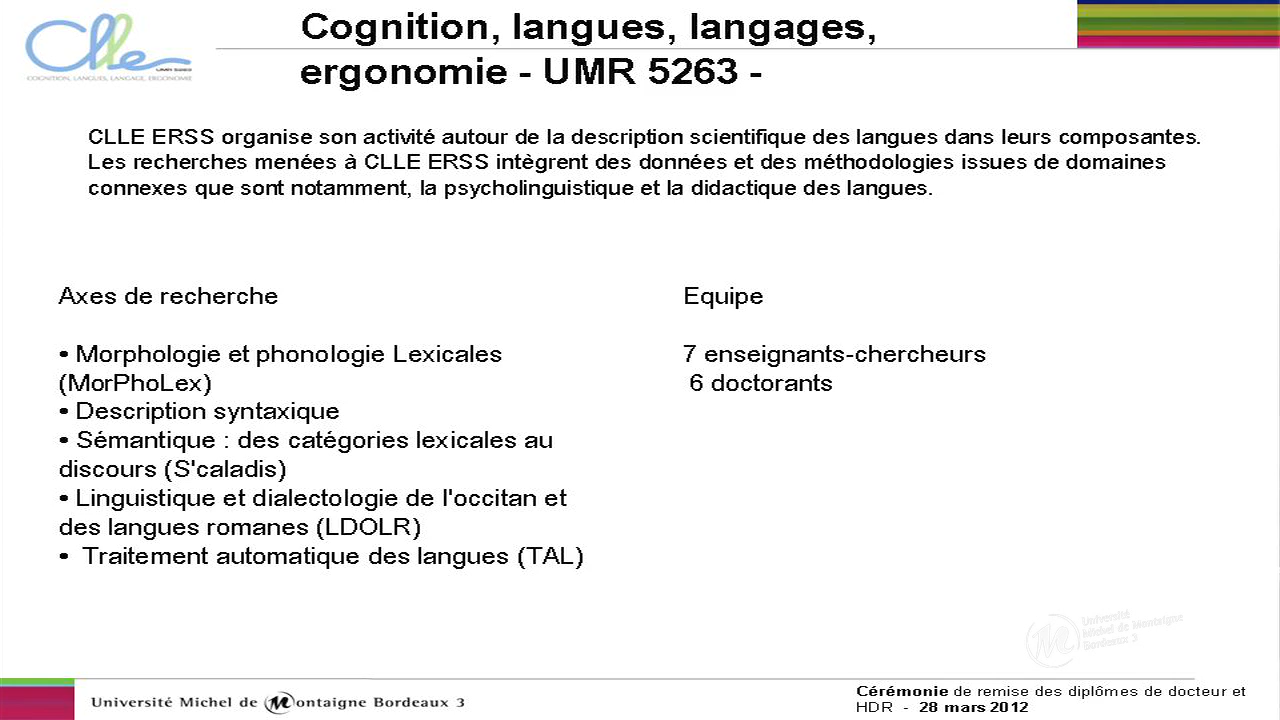 Clle
UMR 5263
COGNITION, LANGUES, LANGAGE, ERGONOMIE
Cognition, langues, langages,
ergonomie - UMR 5263 -
CLLE ERSS organise son activité autour de la description scientifique des langues dans leurs composantes.
Les recherches menées à CLLE ERSS intègrent des données et des méthodologies issues de domaines
connexes que sont notamment, la psycholinguistique et la didactique des langues.
Axes de recherche
• Morphologie et phonologie Lexicales
(MorPhoLex)
• Description syntaxique
• Sémantique : des catégories lexicales au
discours (S'caladis)
• Linguistique et dialectologie de l'occitan et
des langues romanes (LDOLR)
• Traitement automatique des langues (TAL)
Equipe
7 enseignants-chercheurs
6 doctorants
Université
Michel de Montaigne
Bordeaux 3
Université Michel de Montaigne Bordeaux 3
Cérémonie de remise des diplômes de docteur et
HDR - 28 mars 2012